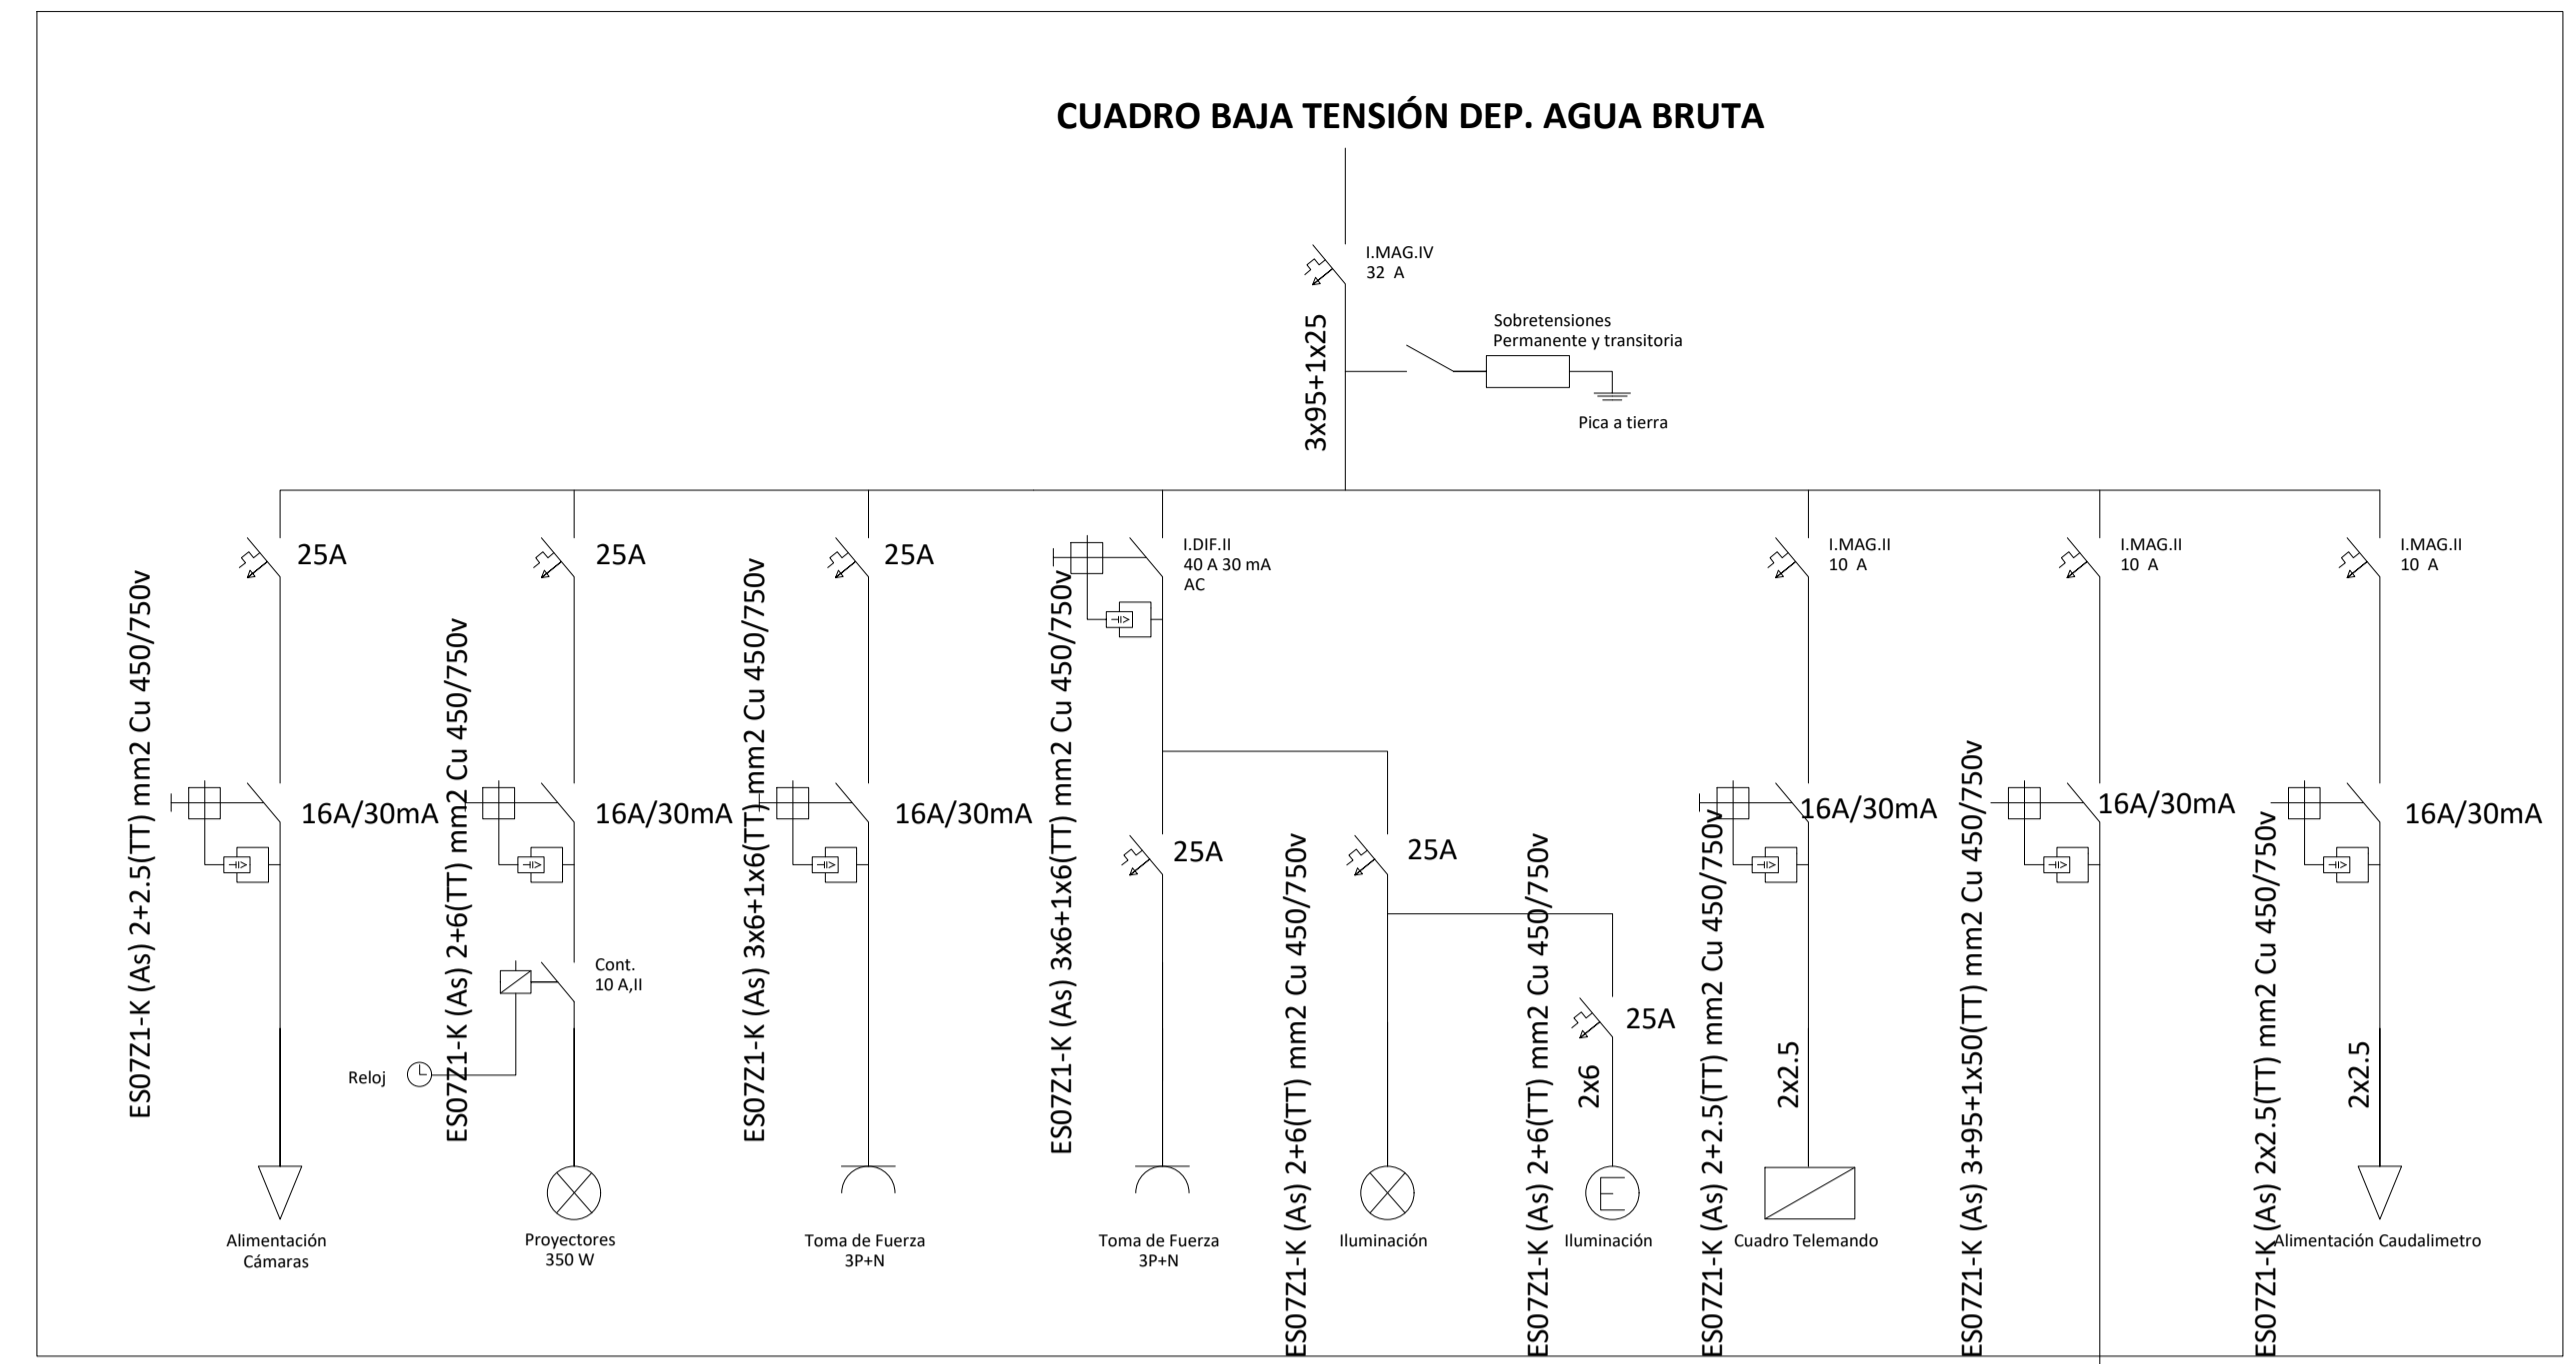 CUADRO BAJA TENSIÓN DEP. AGUA BRUTA
I.MAG.IV
32 A
3x95+1x25
Sobretensiones
Permanente y transitoria
Pica a tierra
ES07Z1-K (As) 2+2.5(TT) mm2 Cu 450/750v
25A
16A/30mA
Alimentación
Cámaras
ES07Z1-K (As) 2+6(TT) mm2 Cu 450/750v
25A
16A/30mA
Cont.
10 A,II
Reloj
Proyectores
350 W
ES07Z1-K (As) 3x6+1x6(TT) mm2 Cu 450/750v
25A
16A/30mA
Toma de Fuerza
3P+N
ES07Z1-K (As) 3x6+1x6(TT) mm2 Cu 450/750v
I.DIF.II
40 A 30 mA
AC
25A
Toma de Fuerza
3P+N
ES07Z1-K (As) 2+6(TT) mm2 Cu 450/750v
25A
Iluminación
ES07Z1-K (As) 2+6(TT) mm2 Cu 450/750v
25A
2x6
E
Iluminación
ES07Z1-K (As) 2+2.5(TT) mm2 Cu 450/750v
I.MAG.II
10 A
16A/30mA
2x2.5
Cuadro Telemando
ES07Z1-K (As) 3+95+1x50(TT) mm2 Cu 450/750v
I.MAG.II
10 A
16A/30mA
ES07Z1-K (As) 2x2.5(TT) mm2 Cu 450/750v
I.MAG.II
10 A
16A/30mA
2x2.5
Alimentación Caudalimetro